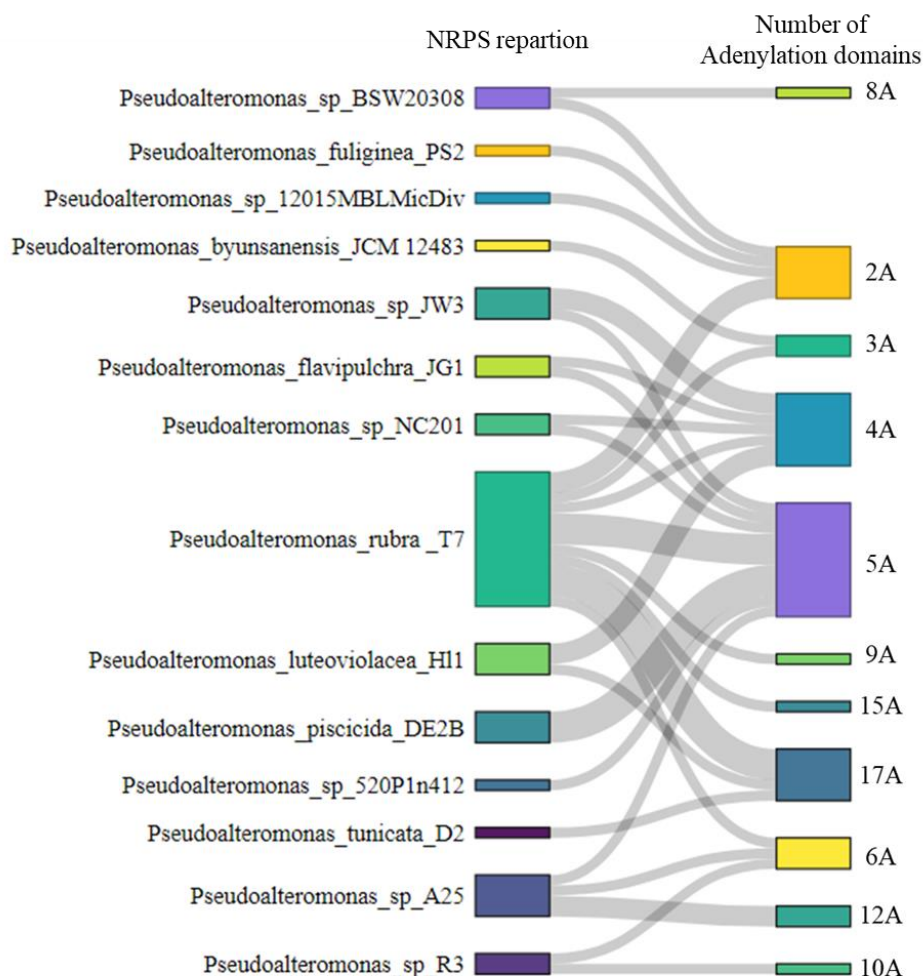 NRPS repartion
Number of
Adenylation domains
Pseudoalteromonas_sp_BSW20308
8A
Pseudoalteromonas_fuliginea_PS2
Pseudoalteromonas_sp_12015MBLMicDiv
Pseudoalteromonas_byunsanensis_JCM 12483
2A
Pseudoalteromonas_sp_JW3
3A
Pseudoalteromonas_flavipulchra_JG1
Pseudoalteromonas_sp_NC201
4A
Pseudoalteromonas_rubra _T7
5A
Pseudoalteromonas_luteoviolacea_Hl1
9A
15A
Pseudoalteromonas_piscicida_DE2B
Pseudoalteromonas_sp_520P1n412
17A
Pseudoalteromonas_tunicata_D2
6A
Pseudoalteromonas_sp_A25
12A
Pseudoalteromonas_sp_R3
10A